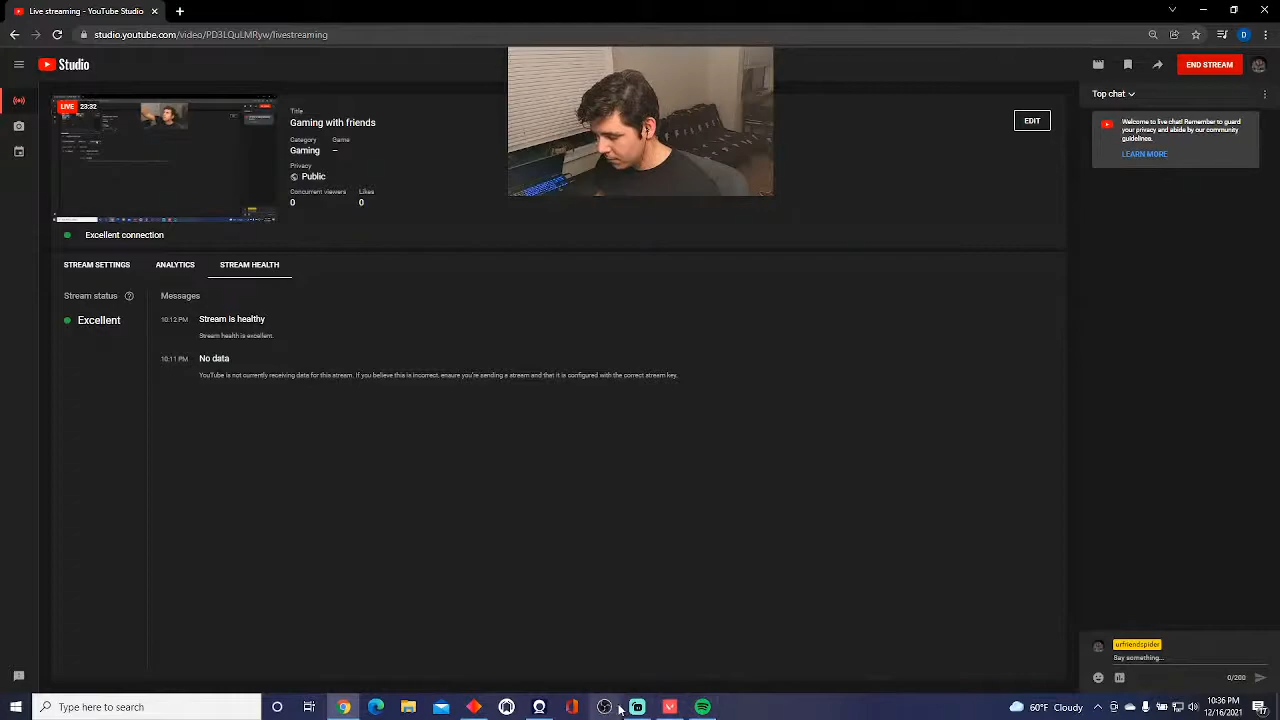 Live streaming - YouTube Studio
studio.youtube.com/video/PD3LQuLMRyw/livestreaming
D
Studio
END STREAM
LIVE 23:32
Title
Gaming with friends
Category Game
Gaming –
Privacy
Public
Concurrent viewers Likes
0 0
EDIT
Top chat
Welcome to live chat! Remember to guard
your privacy and abide by our community
guidelines.
LEARN MORE
Excellent connection
STREAM SETTINGS ANALYTICS STREAM HEALTH
Stream status Messages
Excellent
10:12 PM Stream is healthy
Stream health is excellent.
10:11 PM No data
YouTube is not currently receiving data for this stream. If you believe this is incorrect, ensure you're sending a stream and that it is configured with the correct stream key.
urfriendspider
Say something...
0/200
Type here to search
60°F Cloudy
10:36 PM
12/16/2021